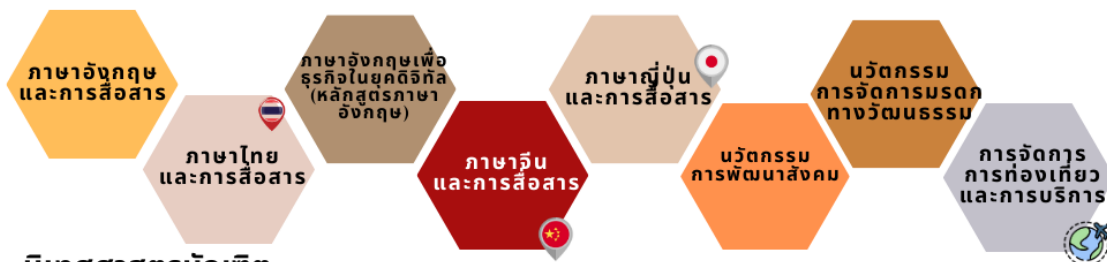 ภาษาอังกฤษ
และการสื่อสาร
ภาษาไทย
และการสื่อสาร
ภาษาอังกฤษเพื่อ
ธุรกิจในยุคดิจิทัล
(หลักสูตรภาษา
อังกฤษ)
ภาษาจีน
และการสื่อสาร
ภาษาญี่ปุ่น
และการสื่อสาร
นวัตกรรม
การพัฒนาสังคม
นวัตกรรม
การจัดการมรดก
ทางวัฒนธรรม
การจัดการ
การท่องเที่ยว
และการบริการ